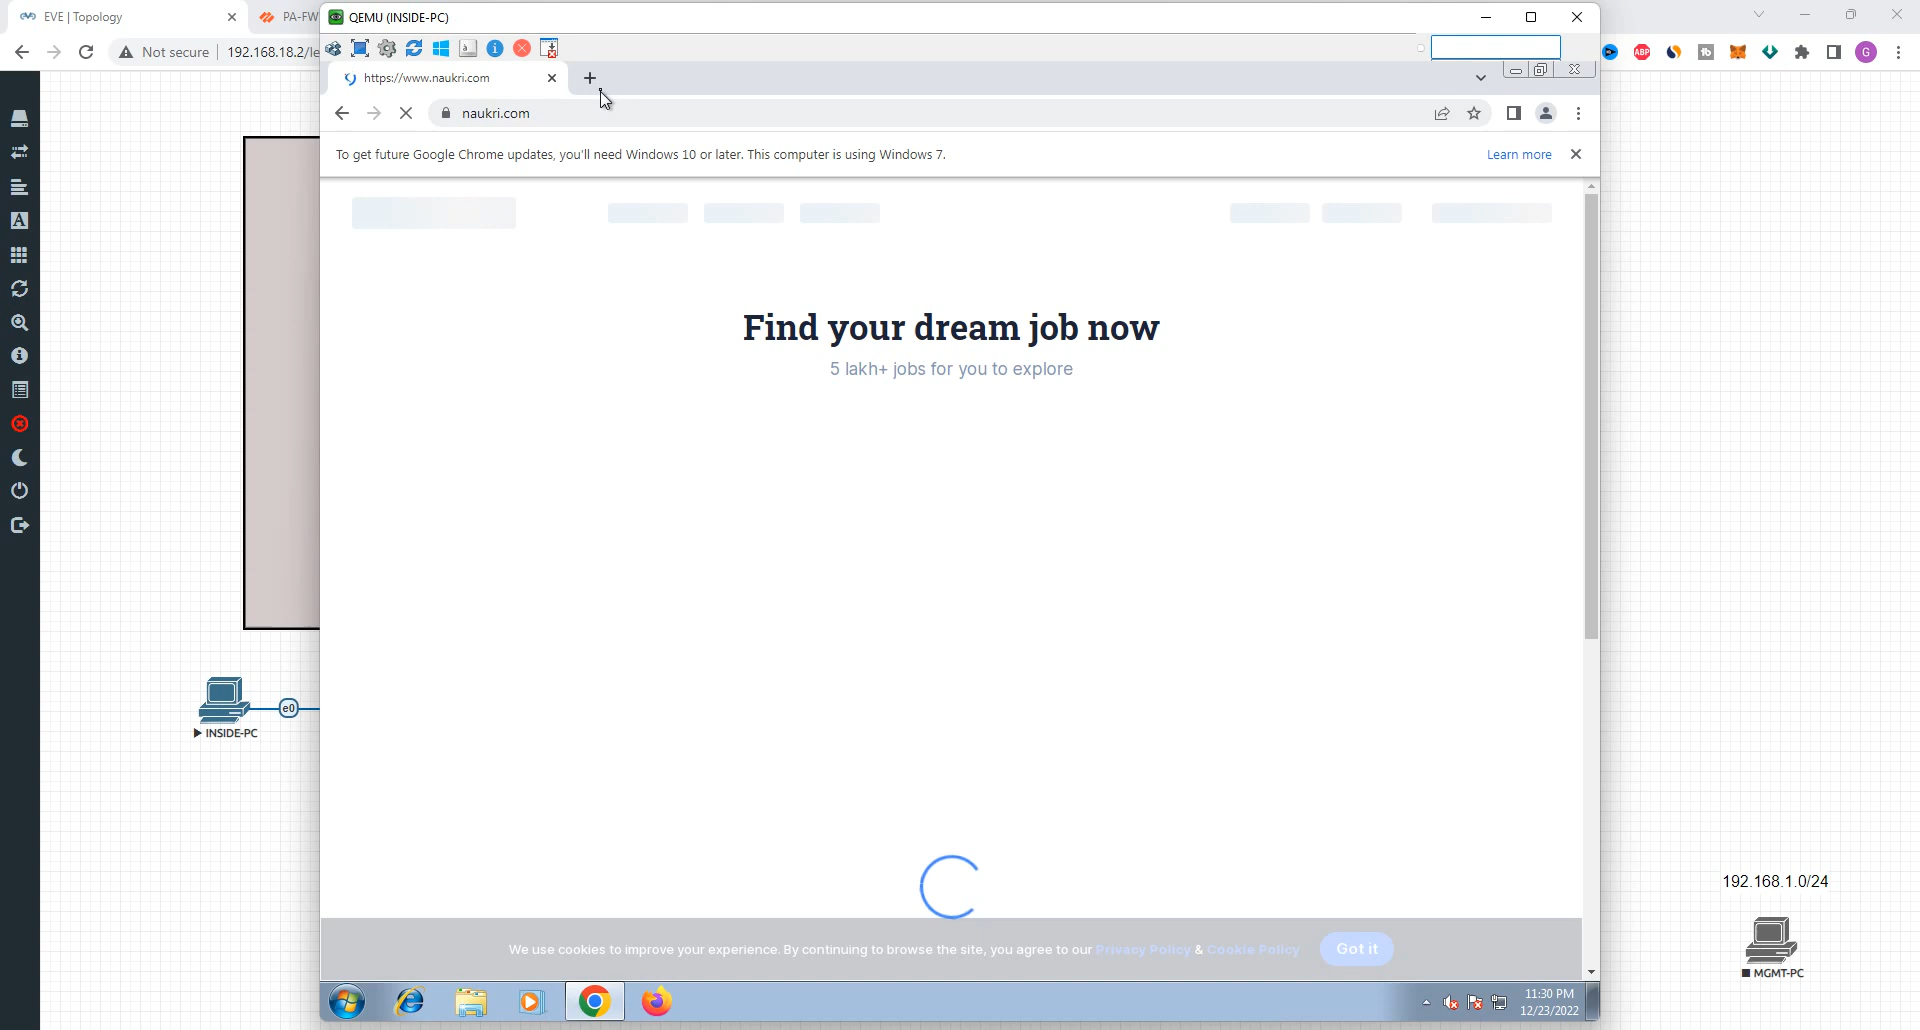 EVE | Topology
PA-FW
QEMU (INSIDE-PC)
Not secure
192.168.18.2/le
ABP
G
https://www.naukri.com
naukri.com
To get future Google Chrome updates, you'll need Windows 10 or later. This computer is using Windows 7.
Learn more
Find your dream job now
5 lakh+ jobs for you to explore
e0
INSIDE-PC
192.168.1.0/24
We use cookies to improve your experience. By continuing to browse the site, you agree to our Privacy Policy & Cookie Policy
Got it
MGMT-PC
11:30 PM
12/23/2022